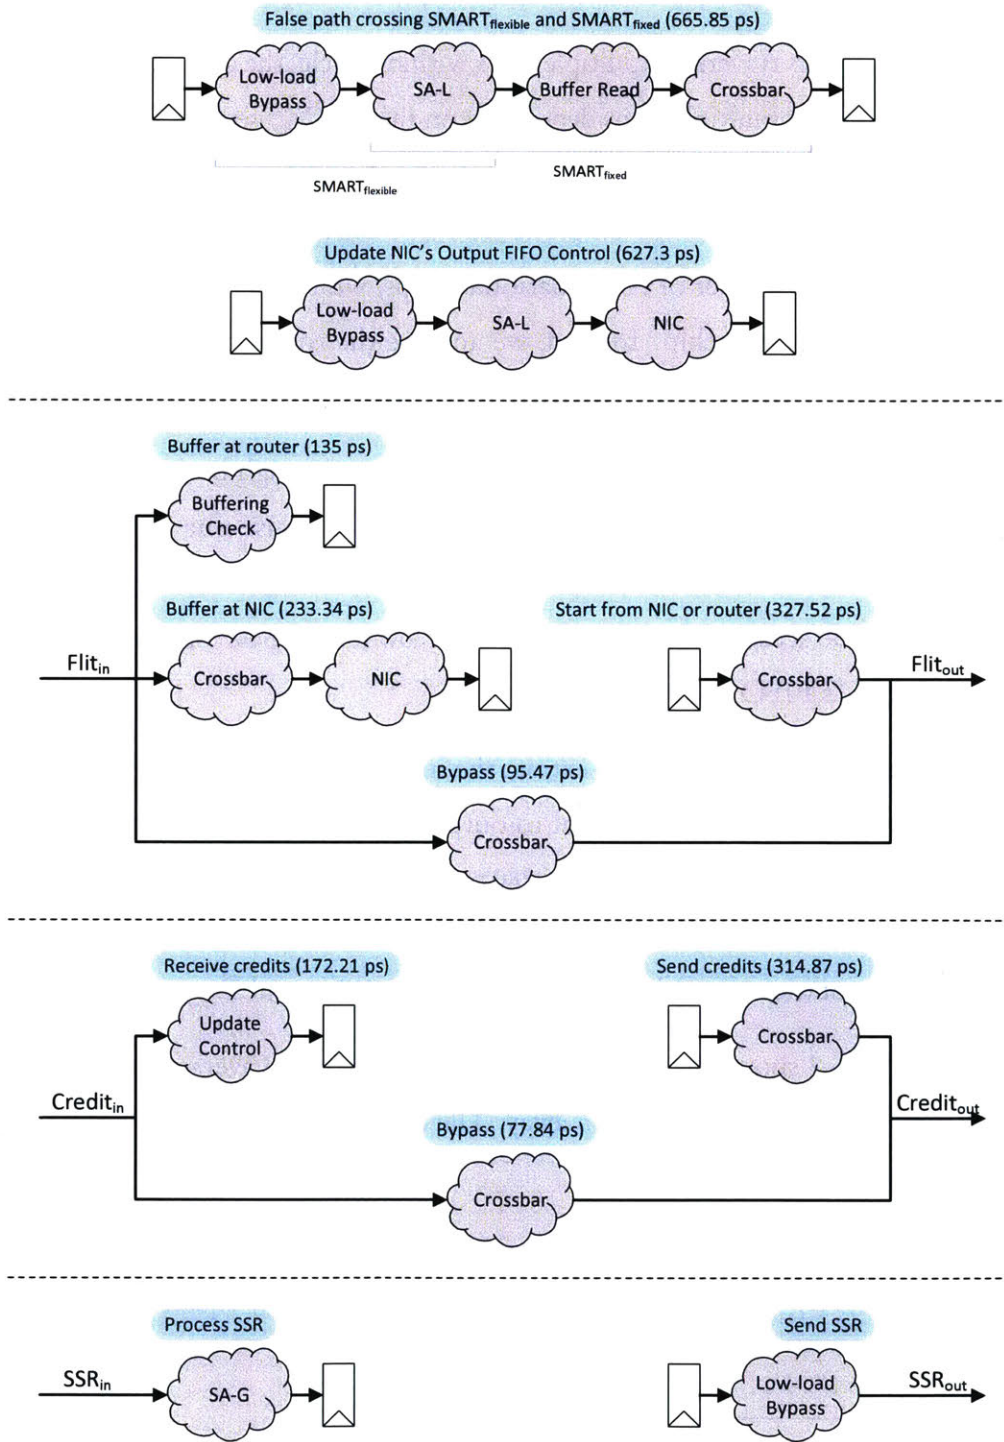 False path crossing SMARTflexible and SMARTfixed (665.85 ps)
Low-load
Bypass
SA-L
Buffer Read
Crossbar
SMARTflexible
SMARTfixed
Update NIC's Output FIFO Control (627.3 ps)
Low-load
Bypass
SA-L
NIC
Buffer at router (135 ps)
Buffering
Check
Buffer at NIC (233.34 ps)
Start from NIC or router (327.52 ps)
Flitin
Crossbar
NIC
Crossbar
Flitout
Bypass (95.47 ps)
Crossbar
Receive credits (172.21 ps)
Send credits (314.87 ps)
Update
Control
Crossbar
Creditin
Creditout
Bypass (77.84 ps)
Crossbar
Process SSR
Send SSR
SSRin
SA-G
Low-load
Bypass
SSRout